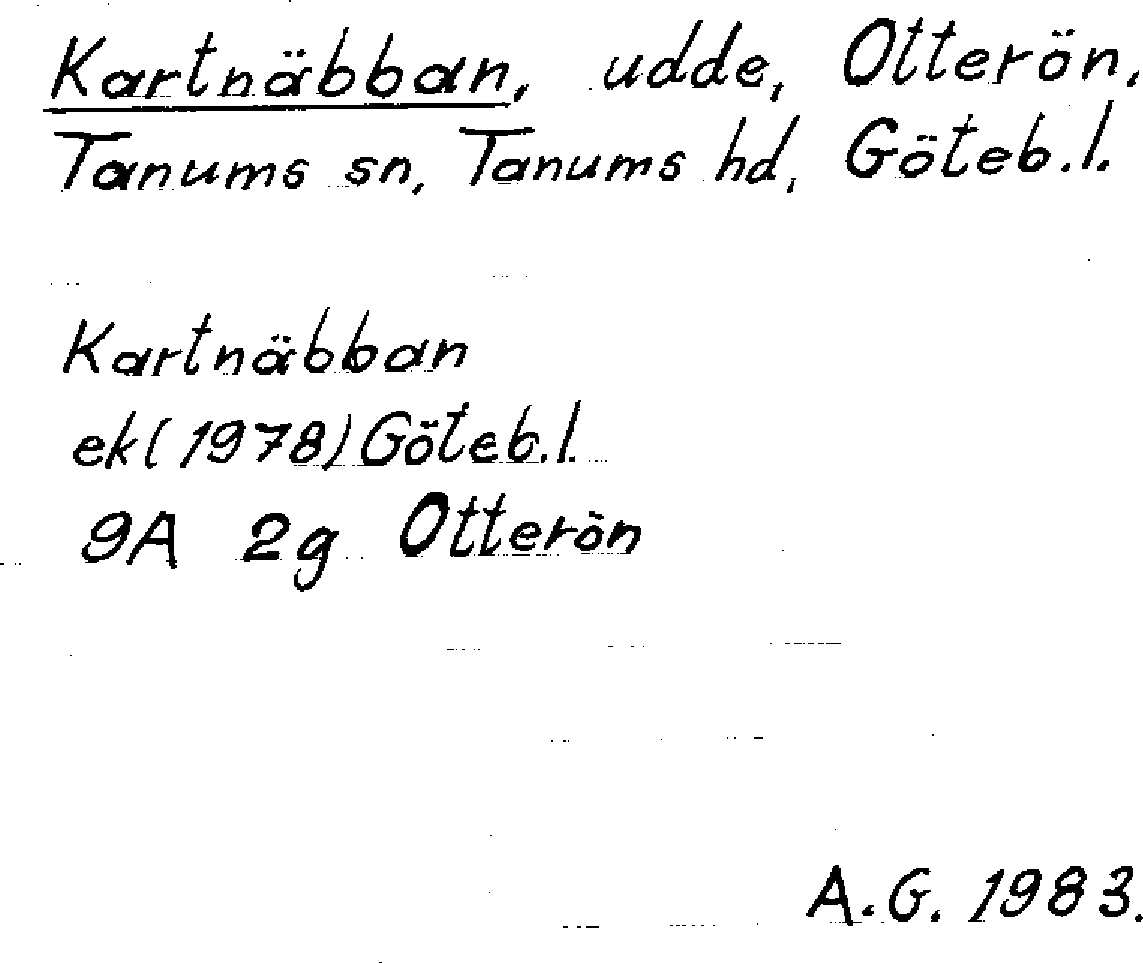 Kartnäbban, udde, Otterön,
Tanums sn, Tanums hd, Göteb.l.
Kartnäbban
ek(1978) Göteb.l.
9A 2g Otterön
A.G. 1983.